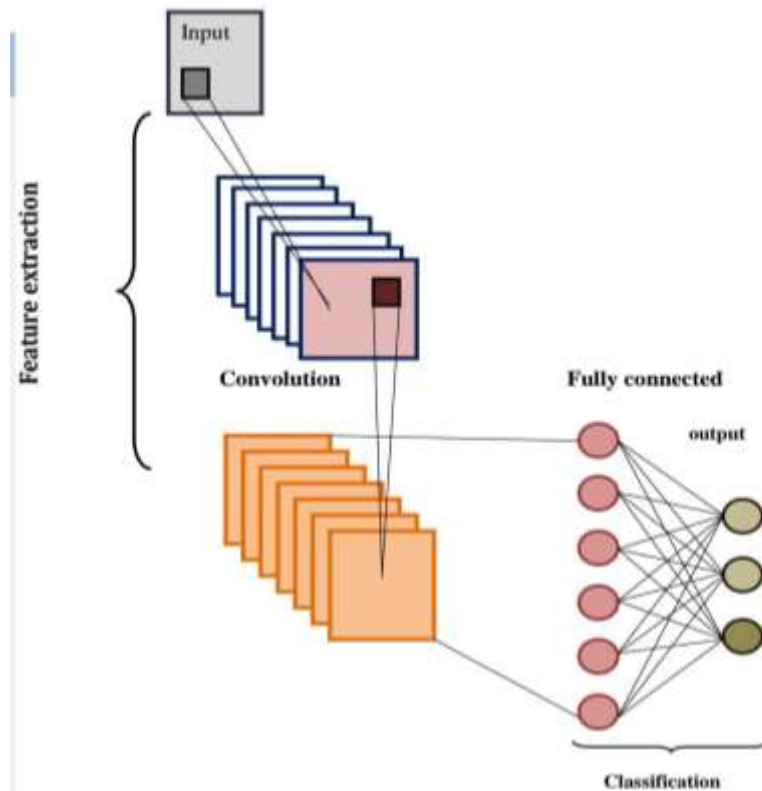 Input
Feature extraction
Convolution
Fully connected
output
Classification